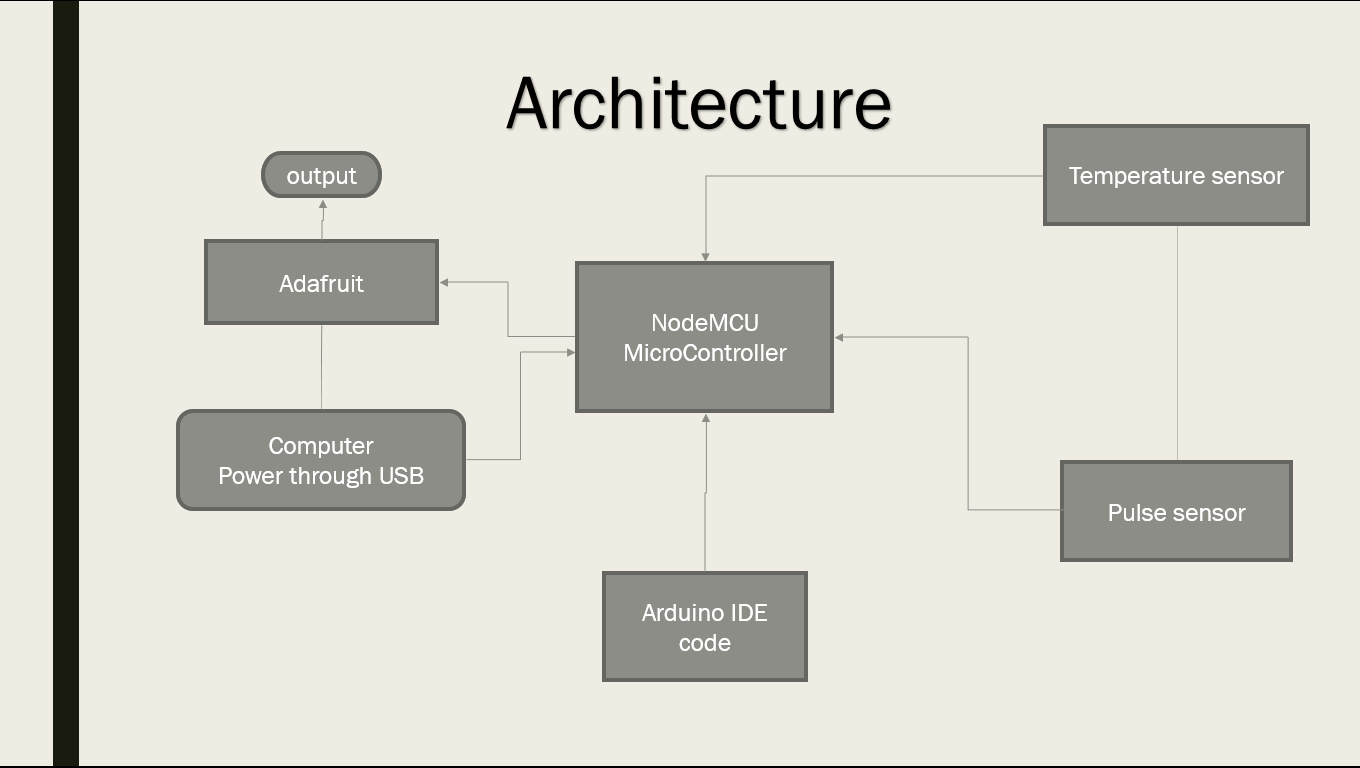 Architecture
output
Temperature sensor
Adafruit
NodeMCU
MicroController
Computer
Power through USB
Pulse sensor
Arduino IDE
code